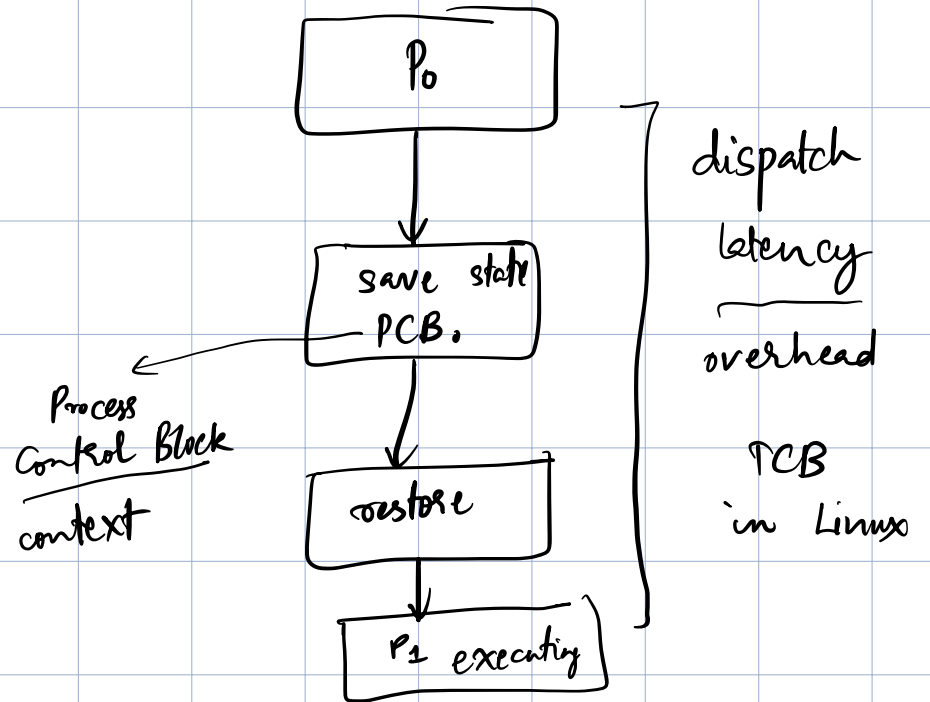 P0
save state
PCB.
Process
Control Block
context
restore
P1 executing
dispatch
latency
overhead
TCB
in Linux